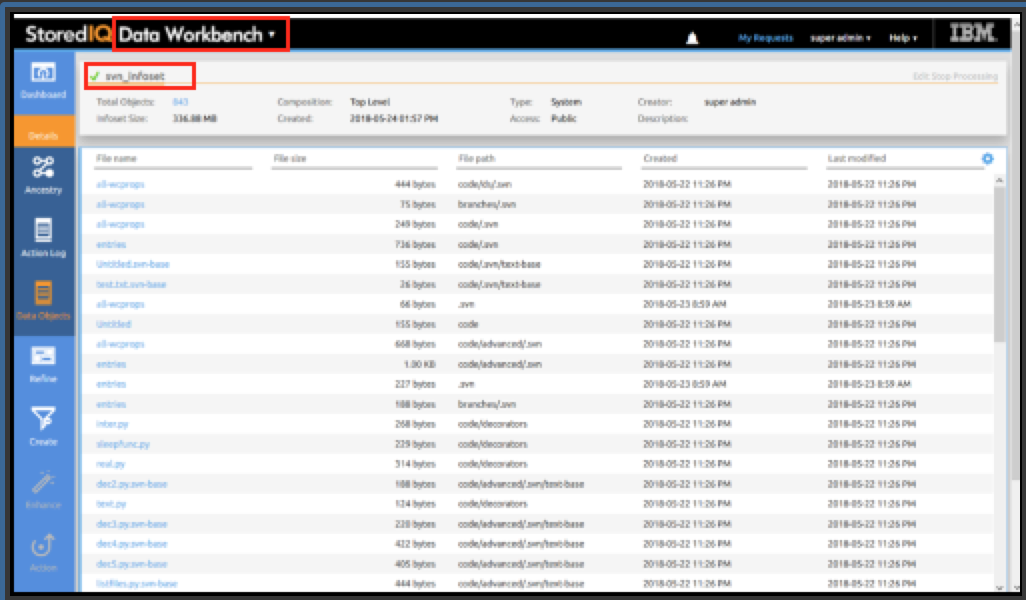 StoredIQ Data Workbench My Requests super admin Help IBM
Dashboard
Details
Ancestry
Action Log
Data Objects
Refine
Create
Enhance
Action
svn_infoset Edit Stop Processing
Total Objects: 843 Composition: Top Level Type: System Creator: super admin
Infoset Size: 336.88 MB Created: 2018-05-24 01:57 PM Access: Public Description:
File name File size File path Created Last modified
all-wcprops 444 bytes code/ds/.svn 2018-05-22 11:26 PM 2018-05-22 11:26 PM
all-wcprops 75 bytes branches/.svn 2018-05-22 11:26 PM 2018-05-22 11:26 PM
all-wcprops 249 bytes code/.svn 2018-05-22 11:26 PM 2018-05-22 11:26 PM
entries 736 bytes code/.svn 2018-05-22 11:26 PM 2018-05-22 11:26 PM
Untitled.svn-base 155 bytes code/.svn/text-base 2018-05-22 11:26 PM 2018-05-22 11:26 PM
test.txt.svn-base 26 bytes code/.svn/text-base 2018-05-22 11:26 PM 2018-05-22 11:26 PM
all-wcprops 66 bytes .svn 2018-05-23 8:59 AM 2018-05-23 8:59 AM
Untitled 155 bytes code 2018-05-22 11:26 PM 2018-05-22 11:26 PM
all-wcprops 668 bytes code/advanced/.svn 2018-05-22 11:26 PM 2018-05-22 11:26 PM
entries 1.00 KB code/advanced/.svn 2018-05-22 11:26 PM 2018-05-22 11:26 PM
entries 227 bytes .svn 2018-05-23 8:59 AM 2018-05-23 8:59 AM
entries 188 bytes branches/.svn 2018-05-22 11:26 PM 2018-05-22 11:26 PM
inter.py 268 bytes code/decorators 2018-05-22 11:26 PM 2018-05-22 11:26 PM
sleepfunc.py 229 bytes code/decorators 2018-05-22 11:26 PM 2018-05-22 11:26 PM
real.py 314 bytes code/decorators 2018-05-22 11:26 PM 2018-05-22 11:26 PM
dec2.py.svn-base 188 bytes code/advanced/.svn/text-base 2018-05-22 11:26 PM 2018-05-22 11:26 PM
text.py 124 bytes code/decorators 2018-05-22 11:26 PM 2018-05-22 11:26 PM
dec3.py.svn-base 220 bytes code/advanced/.svn/text-base 2018-05-22 11:26 PM 2018-05-22 11:26 PM
dec4.py.svn-base 422 bytes code/advanced/.svn/text-base 2018-05-22 11:26 PM 2018-05-22 11:26 PM
dec5.py.svn-base 405 bytes code/advanced/.svn/text-base 2018-05-22 11:26 PM 2018-05-22 11:26 PM
listfiles.py.svn-base 444 bytes code/advanced/.svn/text-base 2018-05-22 11:26 PM 2018-05-22 11:26 PM